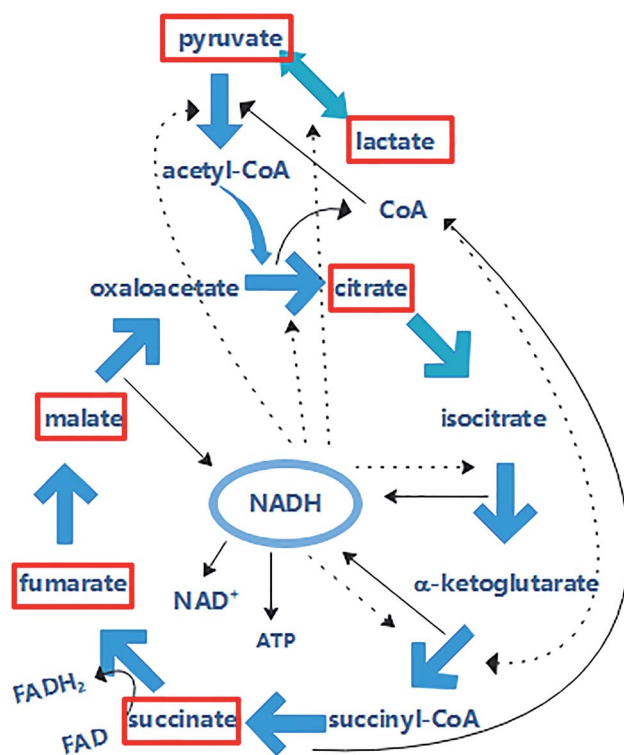 pyruvate
lactate
acetyl-CoA
CoA
oxaloacetate
citrate
malate
isocitrate
NADH
fumarate
α-ketoglutarate
NAD⁺
ATP
FADH₂
FAD
succinate
succinyl-CoA